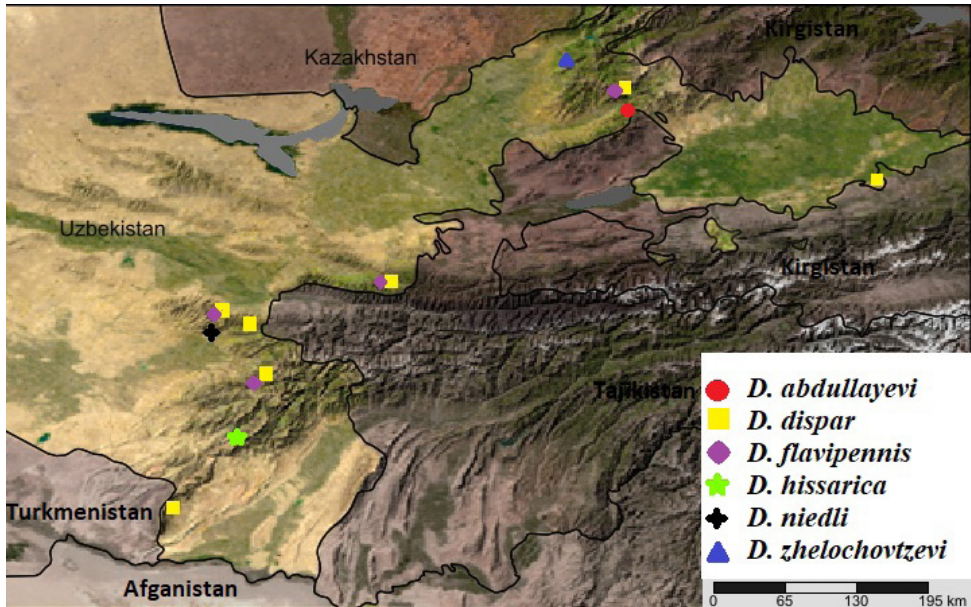 Kirgistan
Kazakhstan
Uzbekistan
Kirgistan
Tajikistan
D. abdullayevi
D. dispar
D. flavipennis
D. hissarica
D. niedli
D. zhelochovtzevi
Turkmenistan
Afganistan
0 65 130 195 km